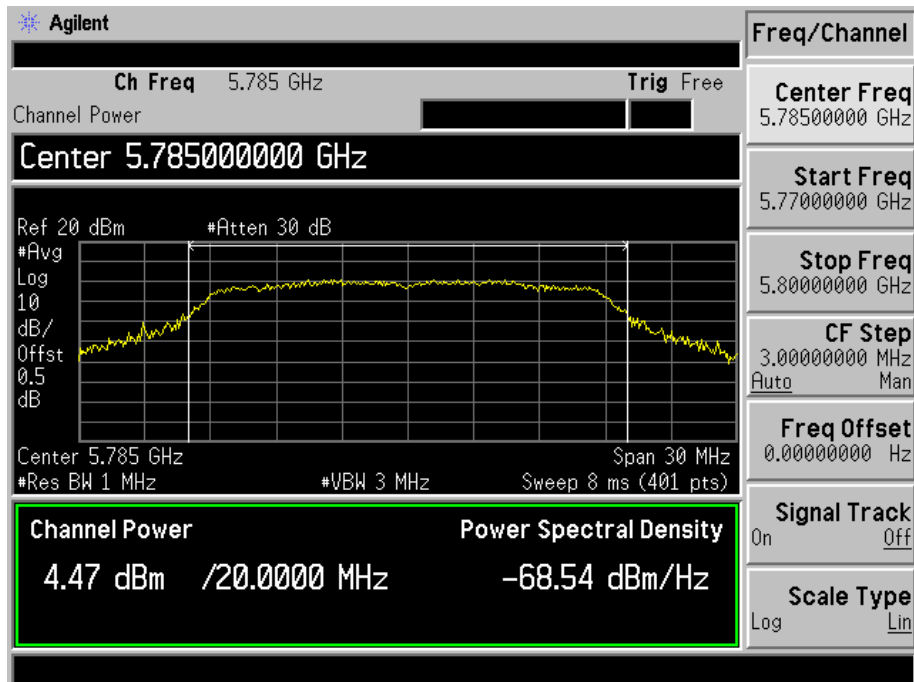 Agilent
Freq/Channel
Ch Freq 5.785 GHz Trig Free
Channel Power
Center 5.785000000 GHz
Ref 20 dBm #Atten 30 dB
#Avg
Log
10
dB/
Offst
0.5
dB
Center 5.785 GHz Span 30 MHz
#Res BW 1 MHz #VBW 3 MHz Sweep 8 ms (401 pts)
Channel Power Power Spectral Density
4.47 dBm /20.0000 MHz -68.54 dBm/Hz
Center Freq
5.78500000 GHz
Start Freq
5.77000000 GHz
Stop Freq
5.80000000 GHz
CF Step
3.00000000 MHz
Auto Man
Freq Offset
0.00000000 Hz
Signal Track
On Off
Scale Type
Log Lin